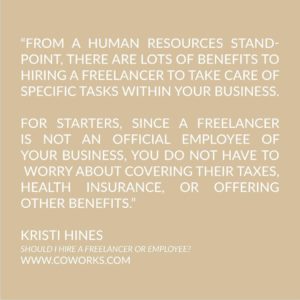 “FROM A HUMAN RESOURCES STAND-
POINT, THERE ARE LOTS OF BENEFITS TO
HIRING A FREELANCER TO TAKE CARE OF
SPECIFIC TASKS WITHIN YOUR BUSINESS.
FOR STARTERS, SINCE A FREELANCER
IS NOT AN OFFICIAL EMPLOYEE OF
YOUR BUSINESS, YOU DO NOT HAVE TO
WORRY ABOUT COVERING THEIR TAXES,
HEALTH INSURANCE, OR OFFERING
OTHER BENEFITS.”
KRISTI HINES
SHOULD I HIRE A FREELANCER OR EMPLOYEE?
WWW.COWORKS.COM